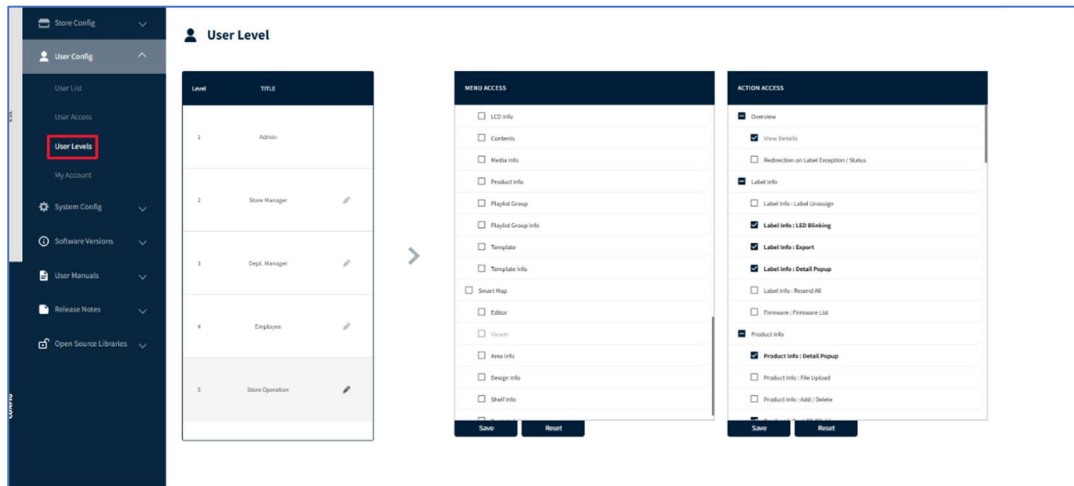 Store Config
User Config
User List
User Access
User Levels
My Account
System Config
Software Versions
User Manuals
Release Notes
Open Source Libraries
CONFIG
User Level
Level TITLE
1 Admin
2 Store Manager
3 Dept. Manager
4 Employee
5 Store Operation
MENU ACCESS
LCD Info
Contents
Media Info
Product Info
Playlist Group
Playlist Group Info
Template
Template Info
Smart Map
Editor
Viewer
Area Info
Design Info
Shelf Info
Save Reset
ACTION ACCESS
Overview
View Details
Redirection on Label Exception / Status
Label Info
Label Info : Label Unassign
Label Info : LED Blinking
Label Info : Export
Label Info : Detail Popup
Label Info : Resend All
Firmware : Firmware List
Product Info
Product Info : Detail Popup
Product Info : File Upload
Product Info : Add / Delete
Save Reset